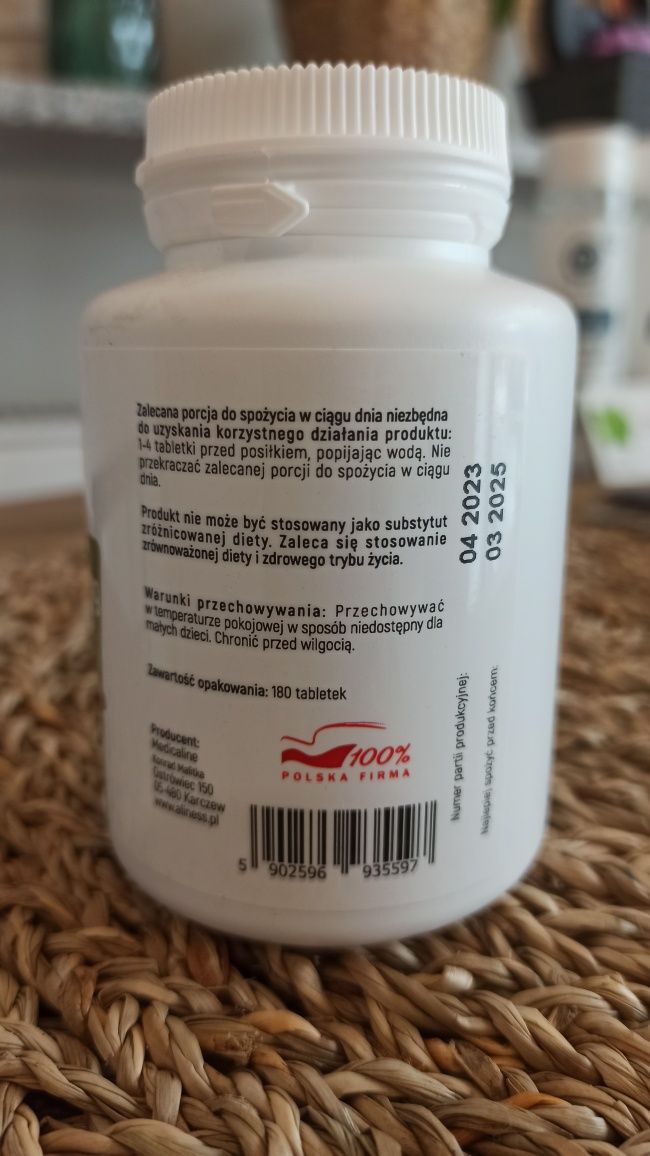 Zalecana porcja do spożycia w ciągu dnia niezbędna
do uzyskania korzystnego działania produktu:
1-4 tabletki przed posiłkiem, popijając wodą. Nie
przekraczać zalecanej porcji do spożycia w ciągu
dnia.
Produkt nie może być stosowany jako substytut
zróżnicowanej diety. Zaleca się stosowanie
zrównoważonej diety i zdrowego trybu życia.
Warunki przechowywania: Przechowywać
w temperaturze pokojowej w sposób niedostępny dla
małych dzieci. Chronić przed wilgocią.
Zawartość opakowania: 180 tabletek
Producent:
Medicaline
Konrad Malitka
Ostrówiec 150
05-480 Karczew
www.aliness.pl
100%
POLSKA FIRMA
5 902596 935597
Numer partii produkcyjnej:
04 2023
Najlepiej spożyć przed końcem:
03 2025